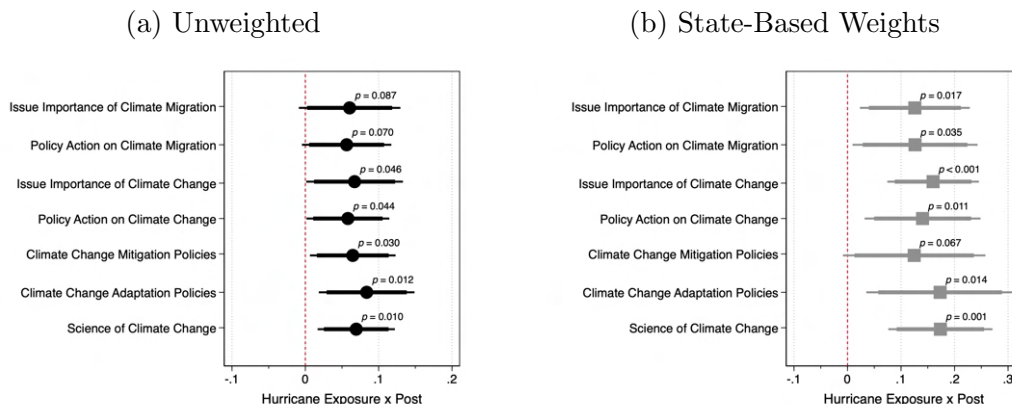 (a) Unweighted
Issue Importance of Climate Migration
Policy Action on Climate Migration
Issue Importance of Climate Change
Policy Action on Climate Change
Climate Change Mitigation Policies
Climate Change Adaptation Policies
Science of Climate Change
p = 0.087
p = 0.070
p = 0.046
p = 0.044
p = 0.030
p = 0.012
p = 0.010
-.1 0 .1 .2
Hurricane Exposure x Post
(b) State-Based Weights
Issue Importance of Climate Migration
Policy Action on Climate Migration
Issue Importance of Climate Change
Policy Action on Climate Change
Climate Change Mitigation Policies
Climate Change Adaptation Policies
Science of Climate Change
p = 0.017
p = 0.035
p < 0.001
p = 0.011
p = 0.067
p = 0.014
p = 0.001
-.1 0 .1 .2 .3
Hurricane Exposure x Post